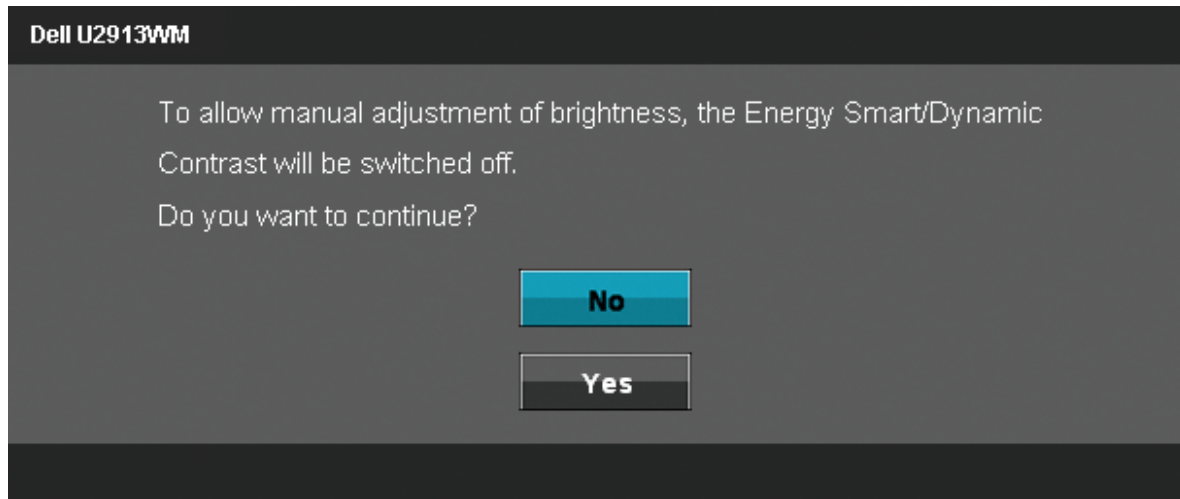 Dell U2913WM
To allow manual adjustment of brightness, the Energy Smart/Dynamic
Contrast will be switched off.
Do you want to continue?
No
Yes